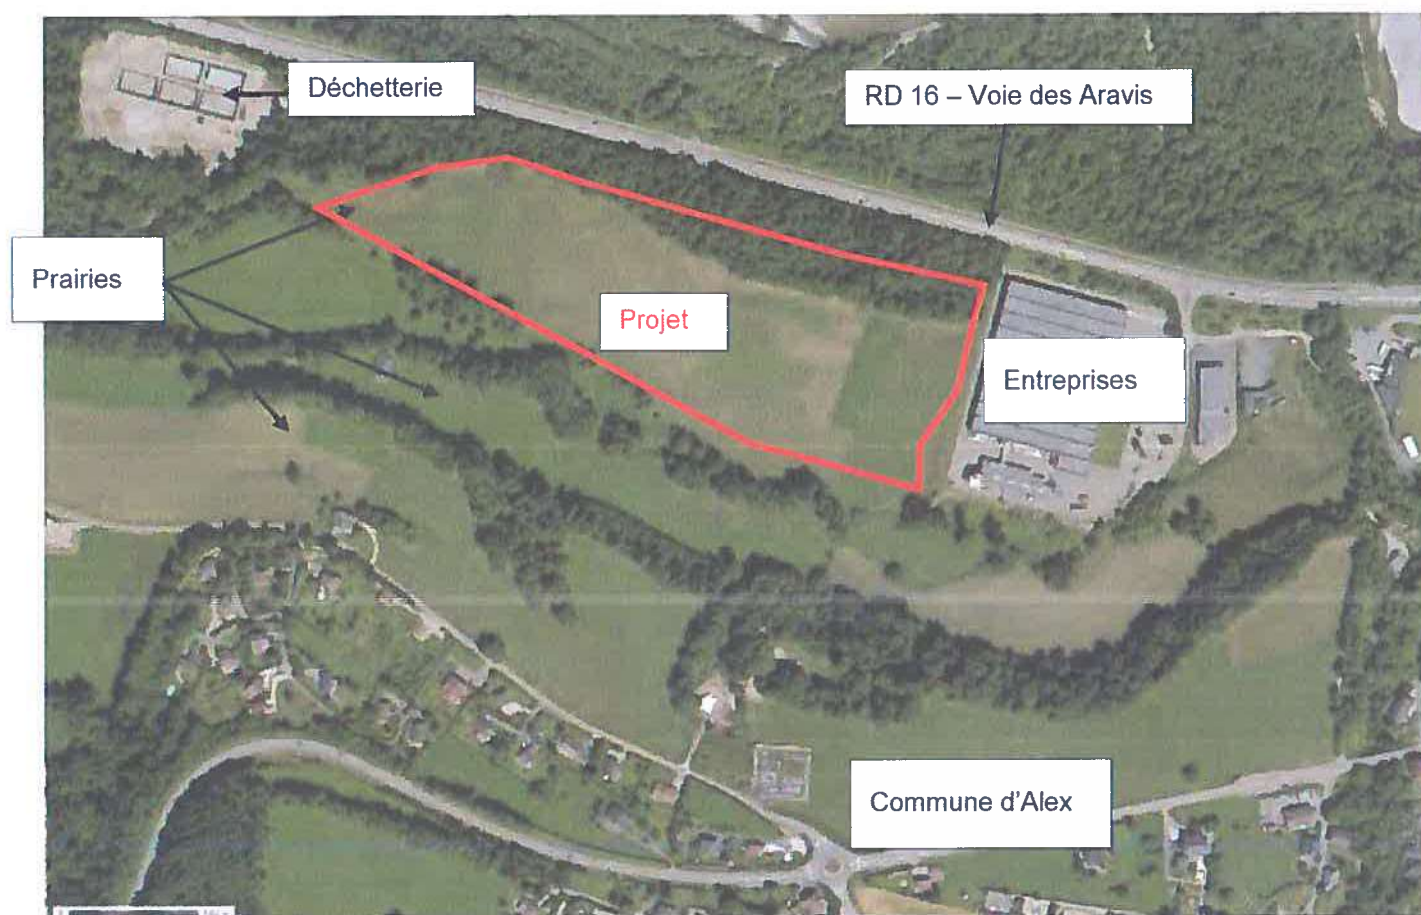 Déchetterie
RD 16 – Voie des Aravis
Prairies
Projet
Entreprises
Commune d'Alex